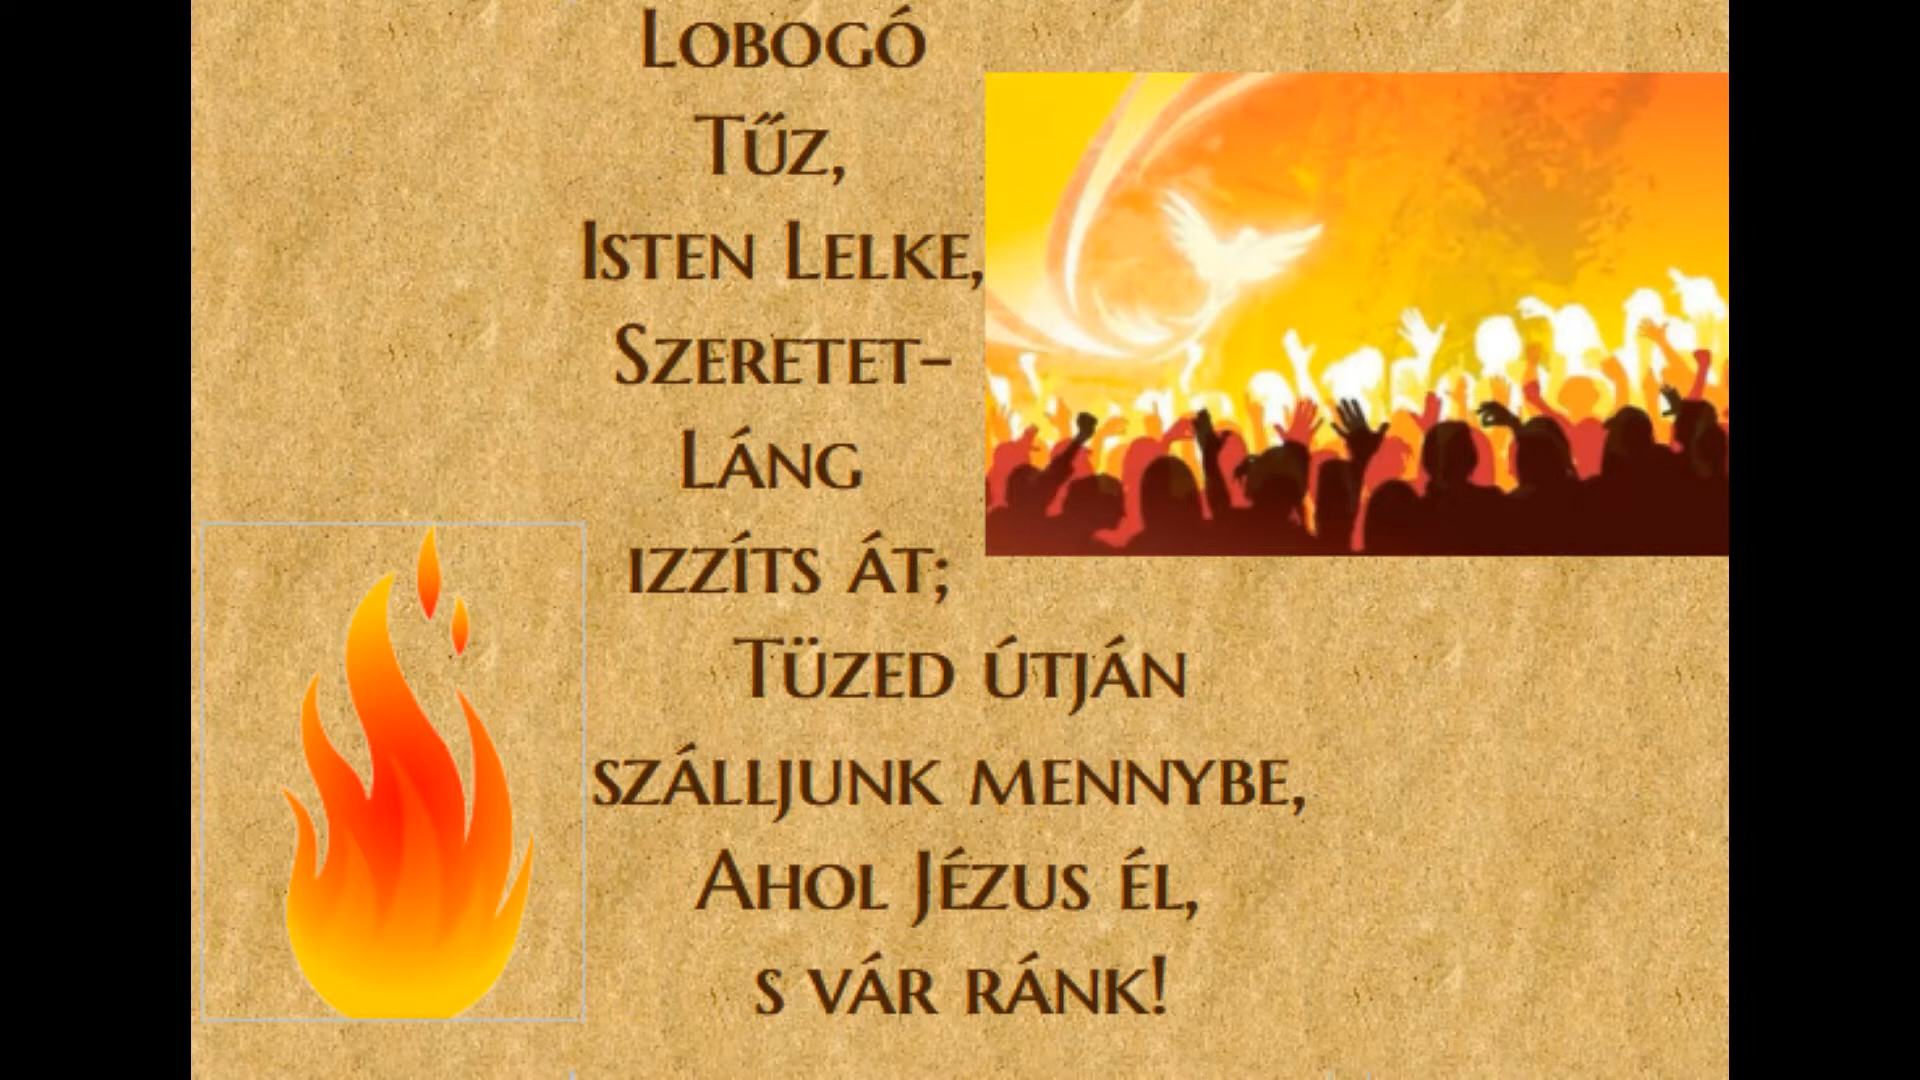 Lobogó
Tűz,
Isten Lelke,
Szeretet-
Láng
izzíts át;
Tüzed útján
szálljunk mennybe,
Ahol Jézus él,
s vár ránk!